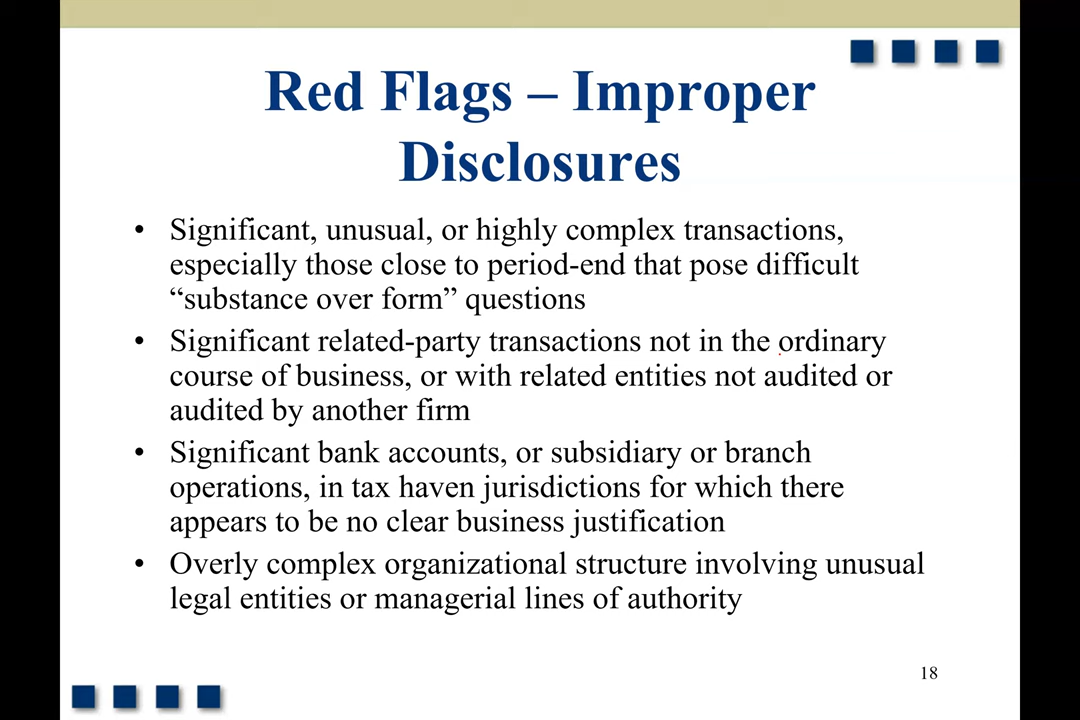 Red Flags – Improper
Disclosures
• Significant, unusual, or highly complex transactions,
especially those close to period-end that pose difficult
“substance over form” questions
• Significant related-party transactions not in the ordinary
course of business, or with related entities not audited or
audited by another firm
• Significant bank accounts, or subsidiary or branch
operations, in tax haven jurisdictions for which there
appears to be no clear business justification
• Overly complex organizational structure involving unusual
legal entities or managerial lines of authority
18